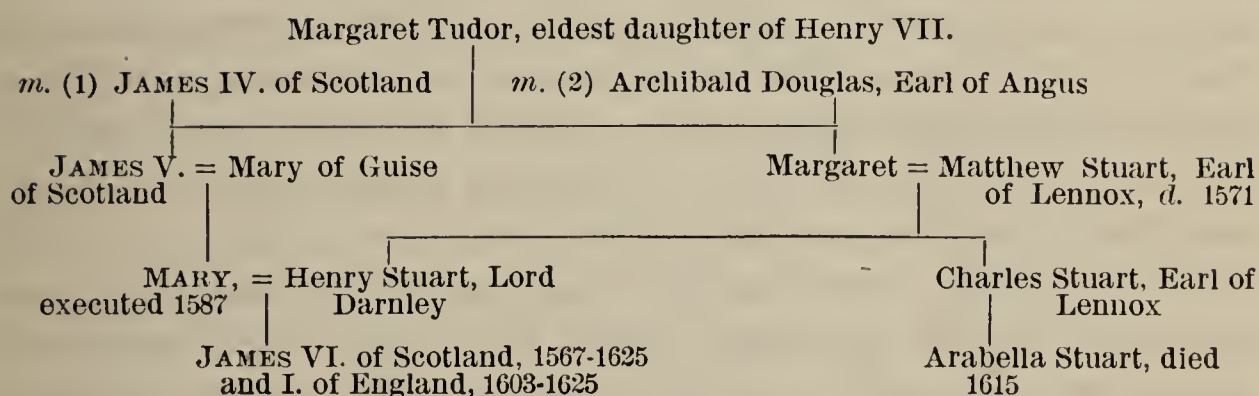 Margaret Tudor, eldest daughter of Henry VII.
m. (1) JAMES IV. of Scotland m. (2) Archibald Douglas, Earl of Angus
JAMES V. = Mary of Guise Margaret = Matthew Stuart, Earl
of Scotland of Lennox, d. 1571
MARY, = Henry Stuart, Lord Charles Stuart, Earl of
executed 1587 Darnley Lennox
JAMES VI. of Scotland, 1567-1625 Arabella Stuart, died
and I. of England, 1603-1625 1615